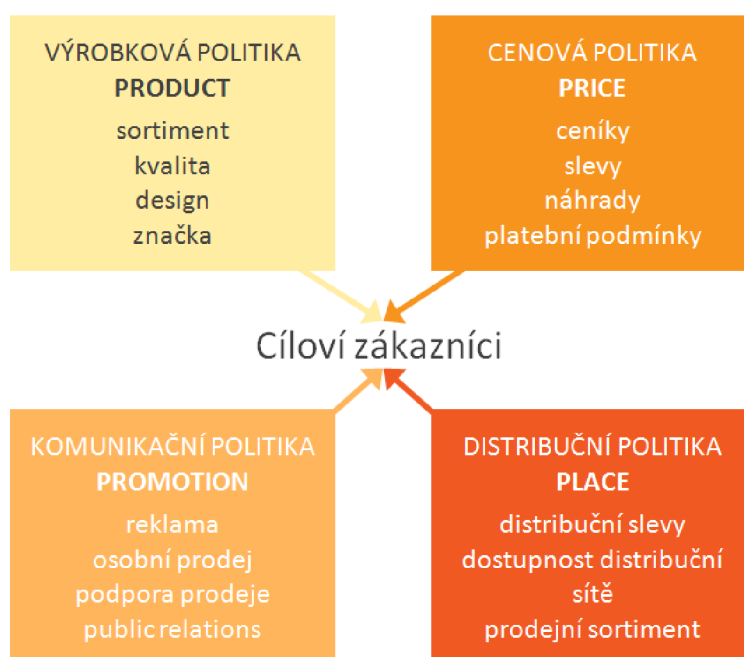 VÝROBKOVÁ POLITIKA
PRODUCT
sortiment
kvalita
design
značka
CENOVÁ POLITIKA
PRICE
ceníky
slevy
náhrady
platební podmínky
Cíloví zákazníci
KOMUNIKAČNÍ POLITIKA
PROMOTION
reklama
osobní prodej
podpora prodeje
public relations
DISTRIBUČNÍ POLITIKA
PLACE
distribuční slevy
dostupnost distribuční
sítě
prodejní sortiment